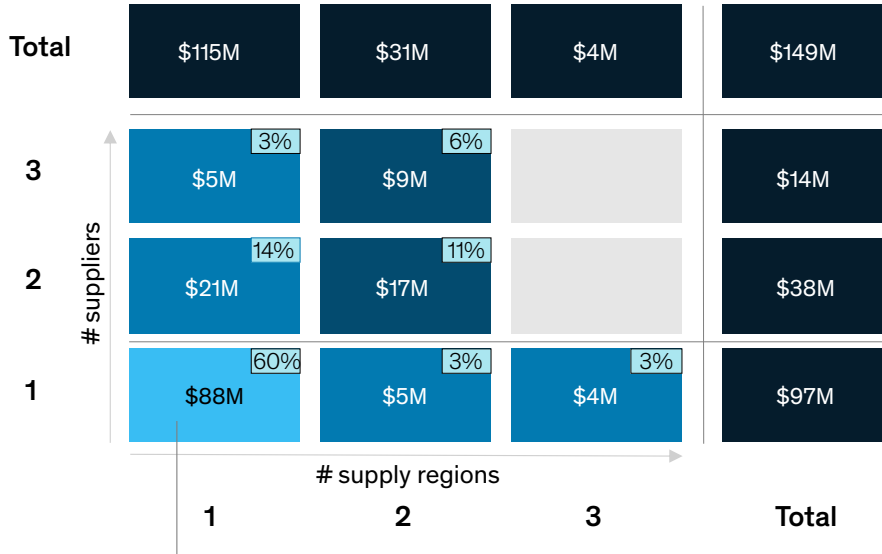 Total $115M $31M $4M $149M
3% 6%
3 $5M $9M $14M
14% 11%
2 $21M $17M $38M
# suppliers
60% 3% 3%
1 $88M $5M $4M $97M
# supply regions
1 2 3 Total